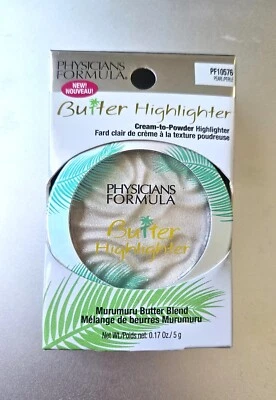 PHYSICIANS
FORMULA®
PF10576
PEARL/PERLE
NEW!
NOUVEAU!
Butter Highlighter
Cream-to-Powder Highlighter
Fard clair de crème à la texture poudreuse
PHYSICIANS
FORMULA
Butter
Highlighter
Murumuru Butter Blend
Mélange de beurres Murumuru
Net Wt./Poids net: 0.17 Oz./ 5 g